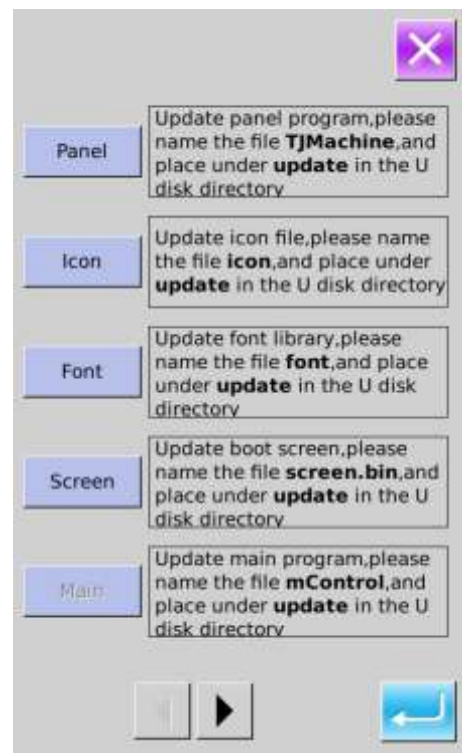 Panel
Update panel program,please
name the file TJMachine,and
place under update in the U
disk directory
Icon
Update icon file,please name
the file icon,and place under
update in the U disk directory
Font
Update font library,please
name the file font,and place
under update in the U disk
directory
Screen
Update boot screen,please
name the file screen.bin,and
place under update in the U
disk directory
Main
Update main program,please
name the file mControl,and
place under update in the U
disk directory